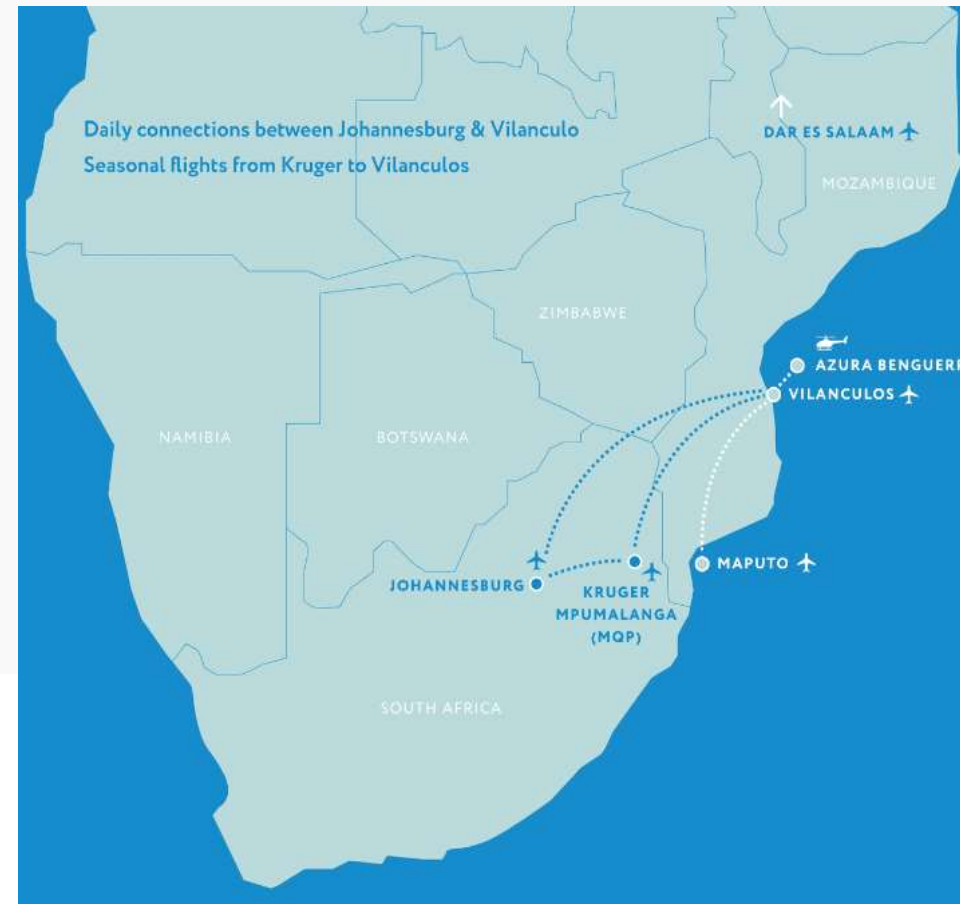 Daily connections between Johannesburg & Vilanculo
Seasonal flights from Kruger to Vilanculos
DAR ES SALAAM
MOZAMBIQUE
ZIMBABWE
AZURA BENGUERR
VILANCULOS
NAMIBIA
BOTSWANA
MAPUTO
JOHANNESBURG
KRUGER
MPUMALANGA
(MQP)
SOUTH AFRICA